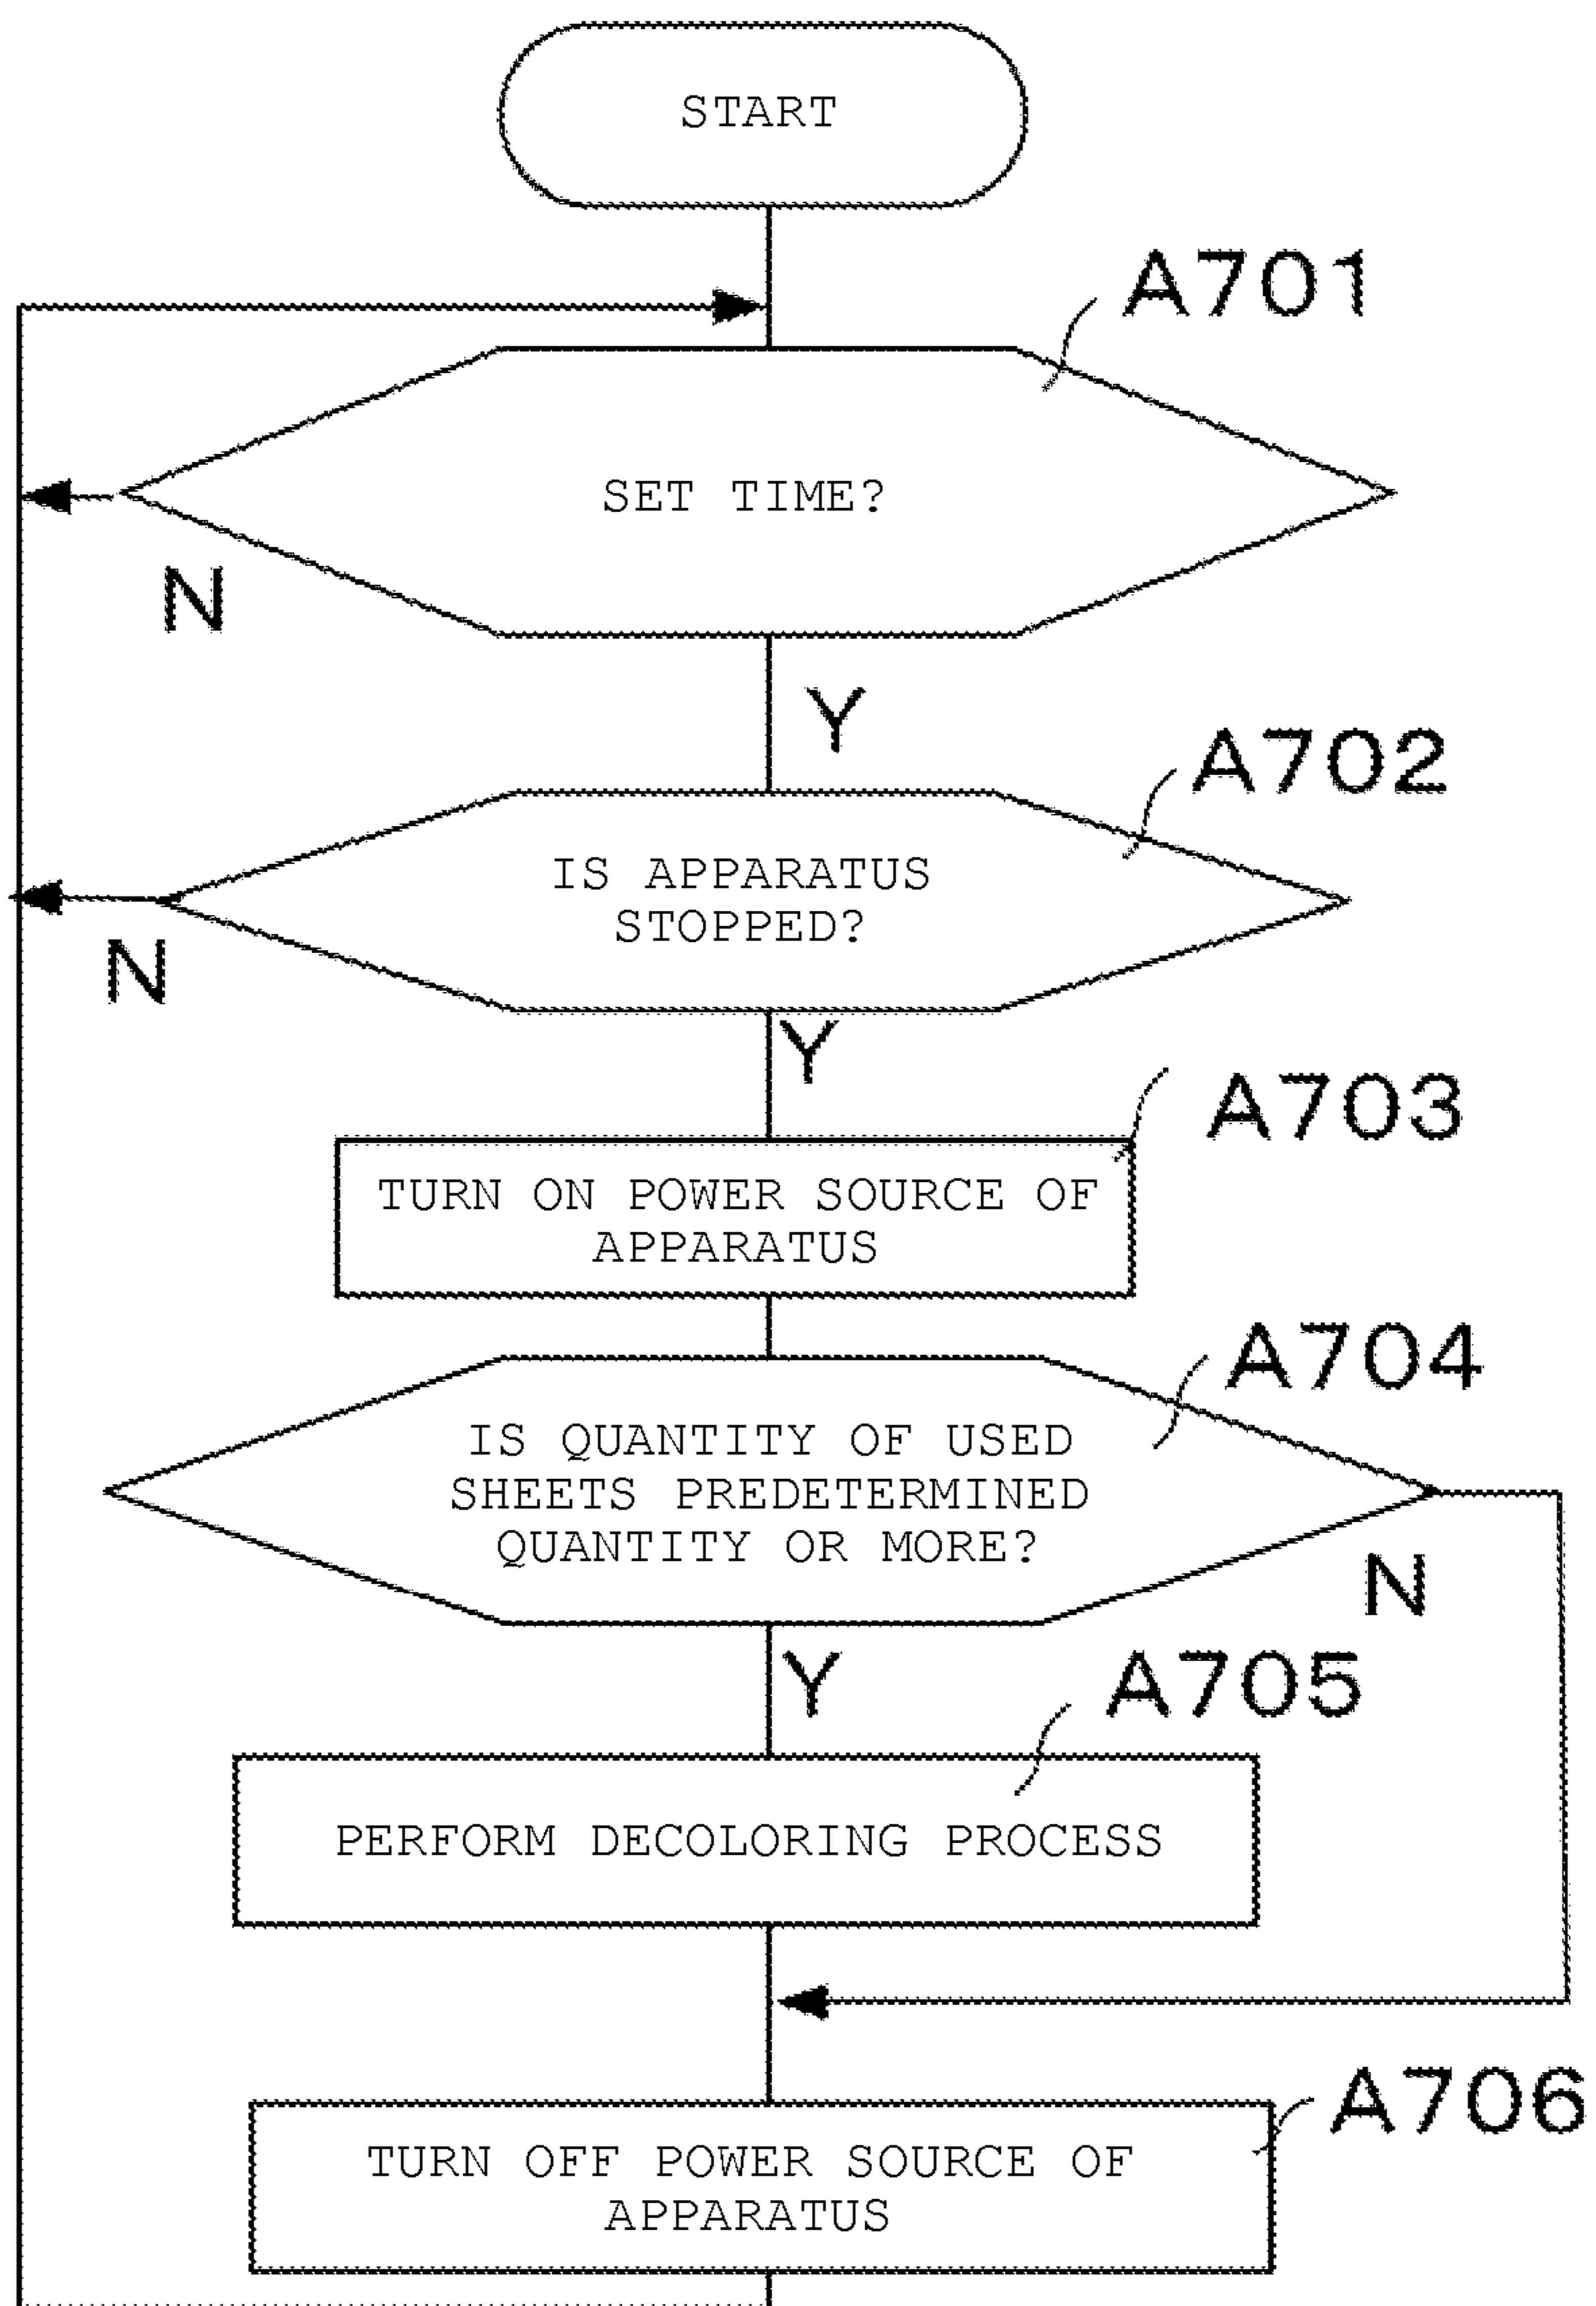 START
A701
SET TIME?
N
Y
A702
IS APPARATUS
STOPPED?
N
Y
A703
TURN ON POWER SOURCE OF
APPARATUS
A704
IS QUANTITY OF USED
SHEETS PREDETERMINED
QUANTITY OR MORE?
N
Y
A705
PERFORM DECOLORING PROCESS
A706
TURN OFF POWER SOURCE OF
APPARATUS